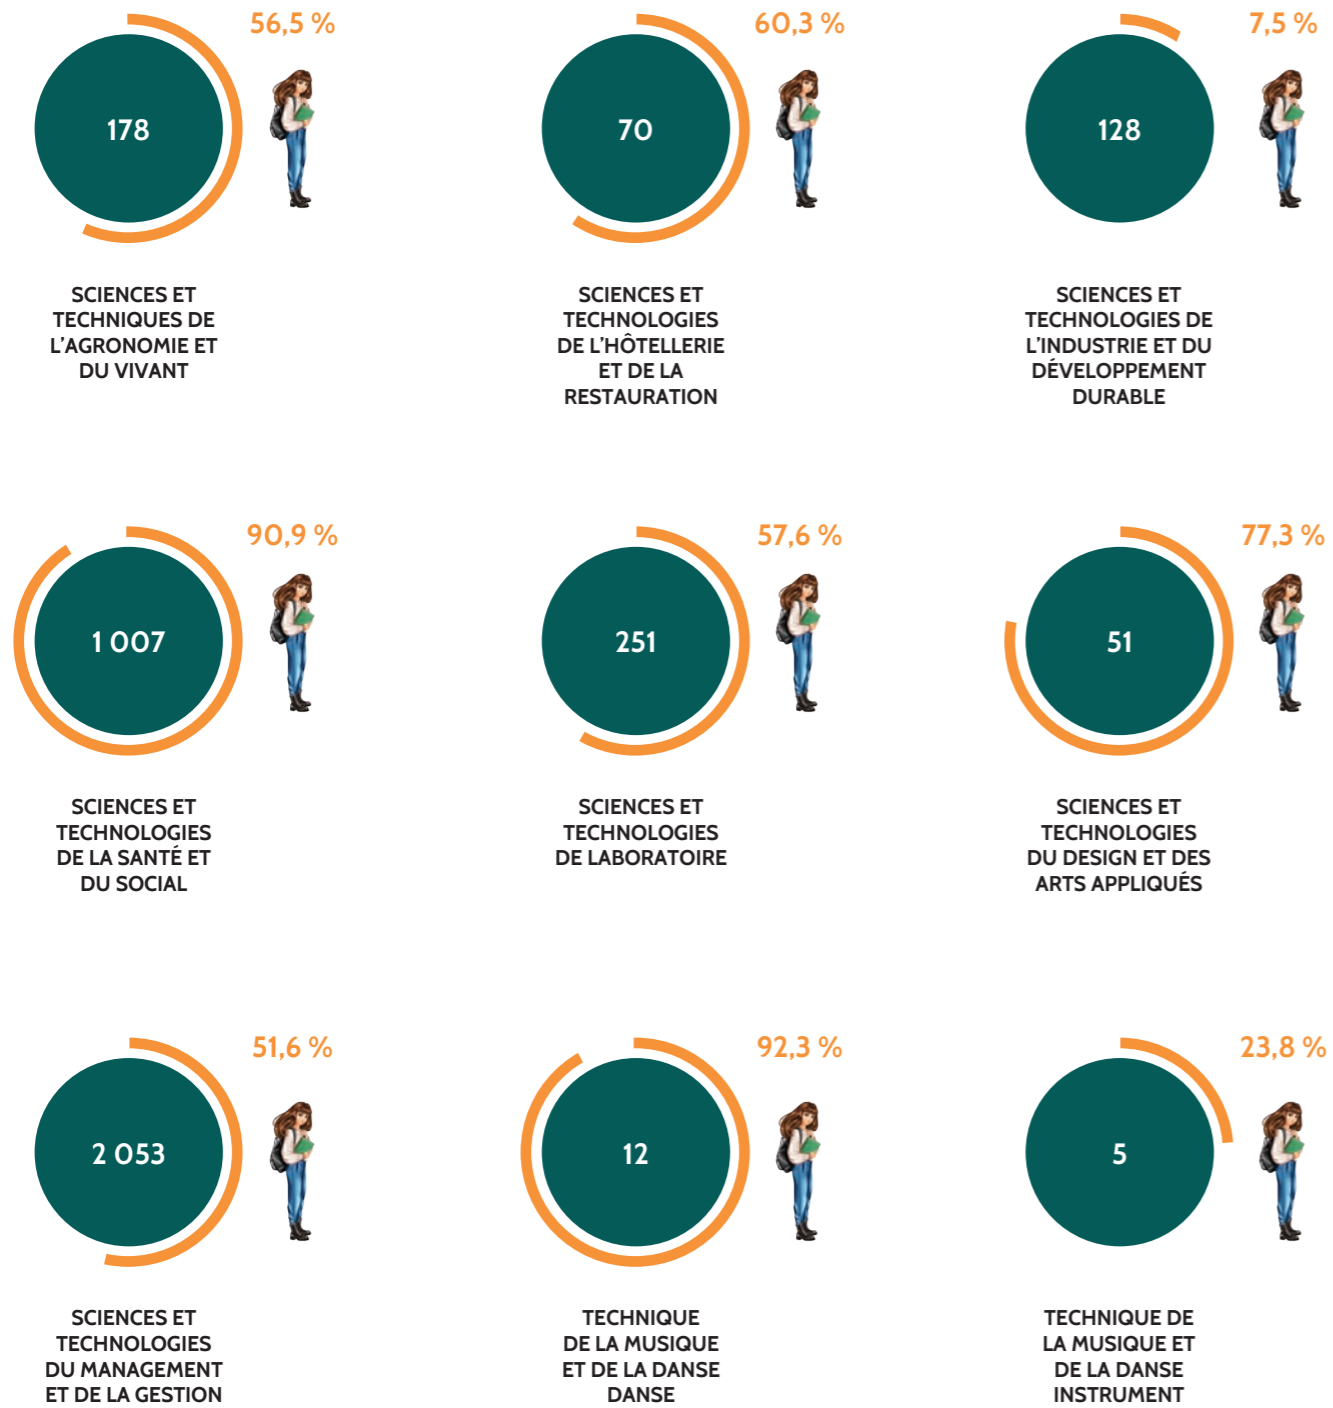 56,5 %
178
SCIENCES ET
TECHNIQUES DE
L'AGRONOMIE ET
DU VIVANT
60,3 %
70
SCIENCES ET
TECHNOLOGIES
DE L'HÔTELLERIE
ET DE LA
RESTAURATION
7,5 %
128
SCIENCES ET
TECHNOLOGIES DE
L'INDUSTRIE ET DU
DÉVELOPPEMENT
DURABLE
90,9 %
1 007
SCIENCES ET
TECHNOLOGIES
DE LA SANTÉ ET
DU SOCIAL
57,6 %
251
SCIENCES ET
TECHNOLOGIES
DE LABORATOIRE
77,3 %
51
SCIENCES ET
TECHNOLOGIES
DU DESIGN ET DES
ARTS APPLIQUÉS
51,6 %
2 053
SCIENCES ET
TECHNOLOGIES
DU MANAGEMENT
ET DE LA GESTION
92,3 %
12
TECHNIQUE
DE LA MUSIQUE
ET DE LA DANSE
DANSE
23,8 %
5
TECHNIQUE DE
LA MUSIQUE ET
DE LA DANSE
INSTRUMENT